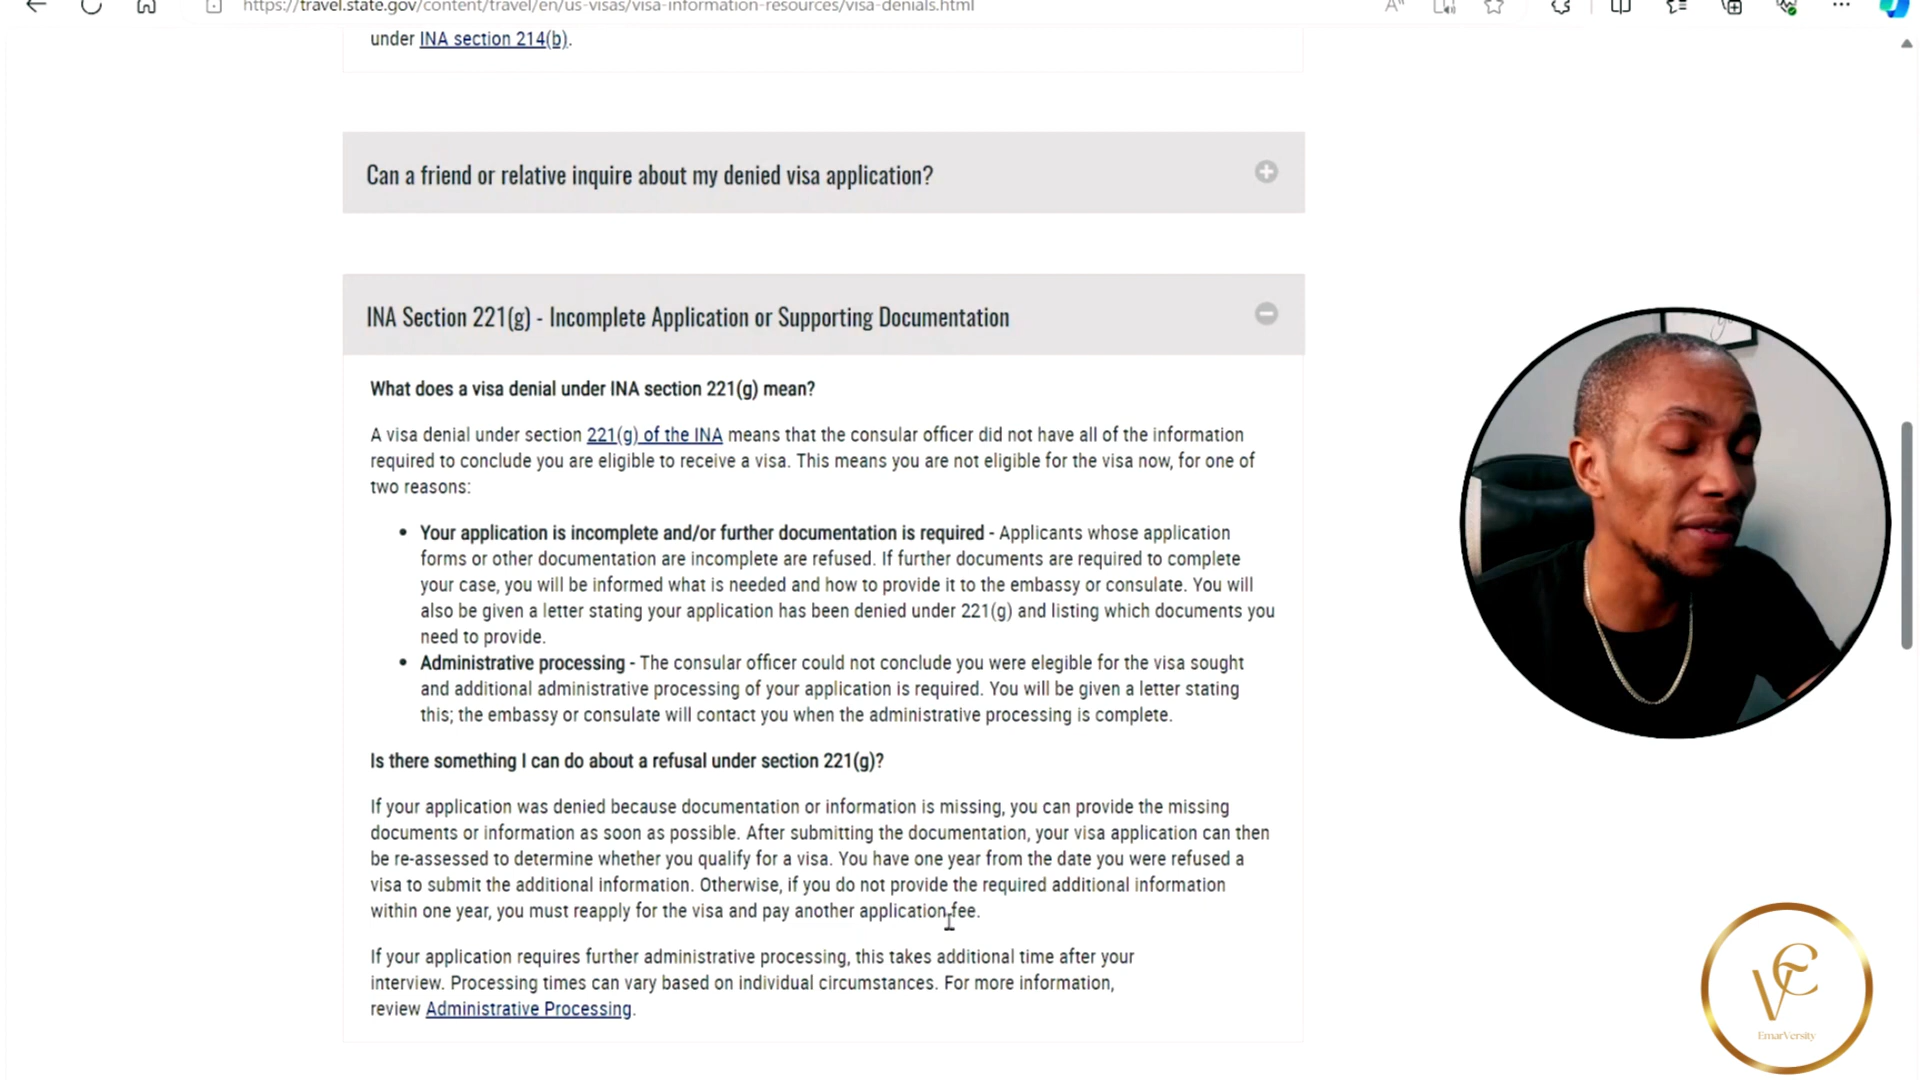 https://travel.state.gov/content/travel/en/us-visas/visa-information-resources/visa-denials.html
under INA section 214(b).
Can a friend or relative inquire about my denied visa application?
INA Section 221(g) - Incomplete Application or Supporting Documentation
What does a visa denial under INA section 221(g) mean?
A visa denial under section 221(g) of the INA means that the consular officer did not have all of the information
required to conclude you are eligible to receive a visa. This means you are not eligible for the visa now, for one of
two reasons:
• Your application is incomplete and/or further documentation is required - Applicants whose application
forms or other documentation are incomplete are refused. If further documents are required to complete
your case, you will be informed what is needed and how to provide it to the embassy or consulate. You will
also be given a letter stating your application has been denied under 221(g) and listing which documents you
need to provide.
• Administrative processing - The consular officer could not conclude you were elegible for the visa sought
and additional administrative processing of your application is required. You will be given a letter stating
this; the embassy or consulate will contact you when the administrative processing is complete.
Is there something I can do about a refusal under section 221(g)?
If your application was denied because documentation or information is missing, you can provide the missing
documents or information as soon as possible. After submitting the documentation, your visa application can then
be re-assessed to determine whether you qualify for a visa. You have one year from the date you were refused a
visa to submit the additional information. Otherwise, if you do not provide the required additional information
within one year, you must reapply for the visa and pay another application fee.
If your application requires further administrative processing, this takes additional time after your
interview. Processing times can vary based on individual circumstances. For more information,
review Administrative Processing.
EmarVersity